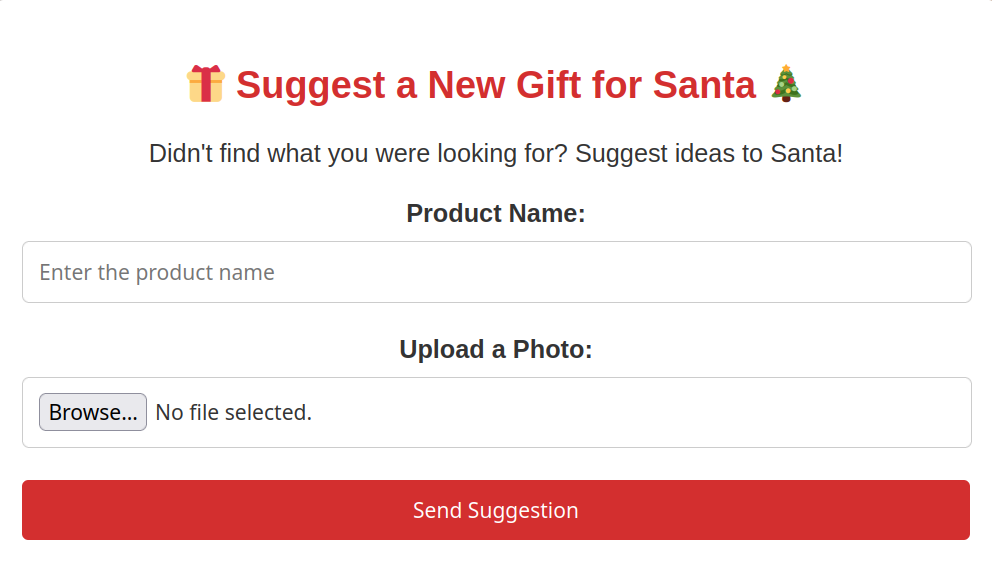 🎁 Suggest a New Gift for Santa 🎄
Didn't find what you were looking for? Suggest ideas to Santa!
Product Name:
Enter the product name
Upload a Photo:
Browse... No file selected.
Send Suggestion